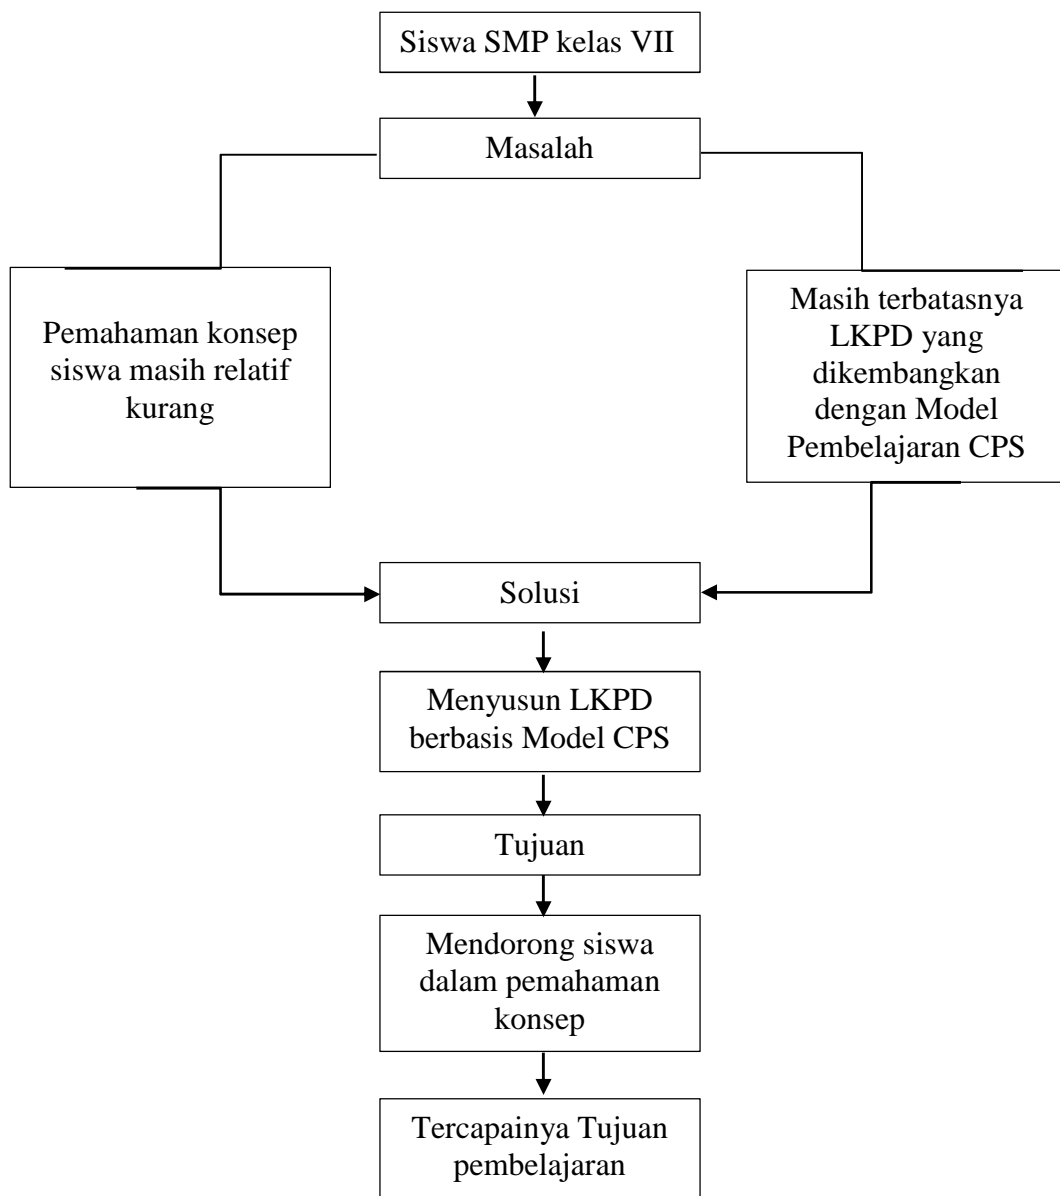 Siswa SMP kelas VII
Masalah
Pemahaman konsep
siswa masih relatif
kurang
Masih terbatasnya
LKPD yang
dikembangkan
dengan Model
Pembelajaran CPS
Solusi
Menyusun LKPD
berbasis Model CPS
Tujuan
Mendorong siswa
dalam pemahaman
konsep
Tercapainya Tujuan
pembelajaran